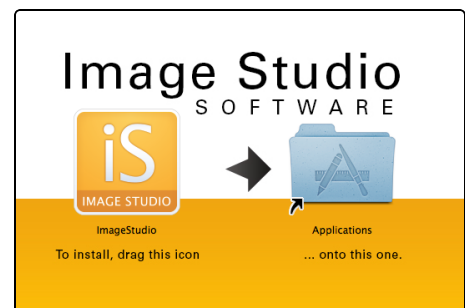 Image Studio
SOFTWARE
iS
IMAGE STUDIO
ImageStudio
Applications
To install, drag this icon
... onto this one.